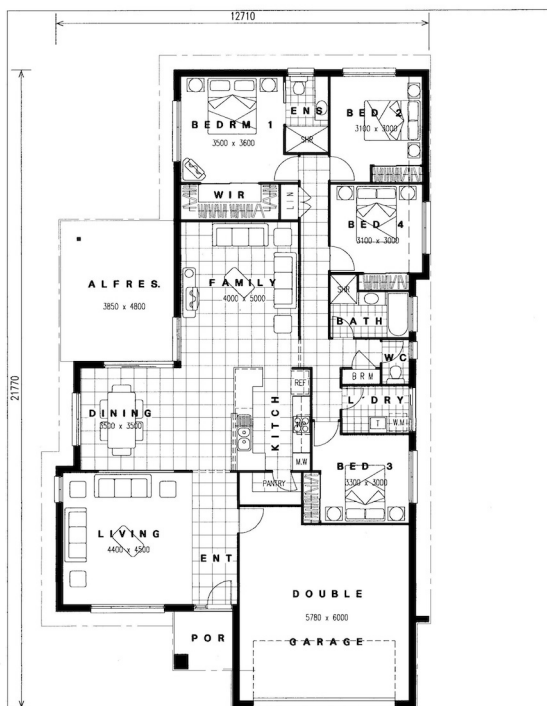 12710
21770
BEDRM 1
3500 x 3600
ENS
SHR
BED 2
3100 x 3000
WIR
LIN
BED 4
3100 x 3000
ALFRES.
3850 x 4800
FAMILY
4000 x 5000
SHR
BATH
WC
BRM
REF
L'DRY
T
W.M
DINING
3500 x 3500
KITCH
M.W
BED 3
3300 x 3000
PANTRY
LIVING
4400 x 4500
ENT
DOUBLE
5780 x 6000
GARAGE
POR